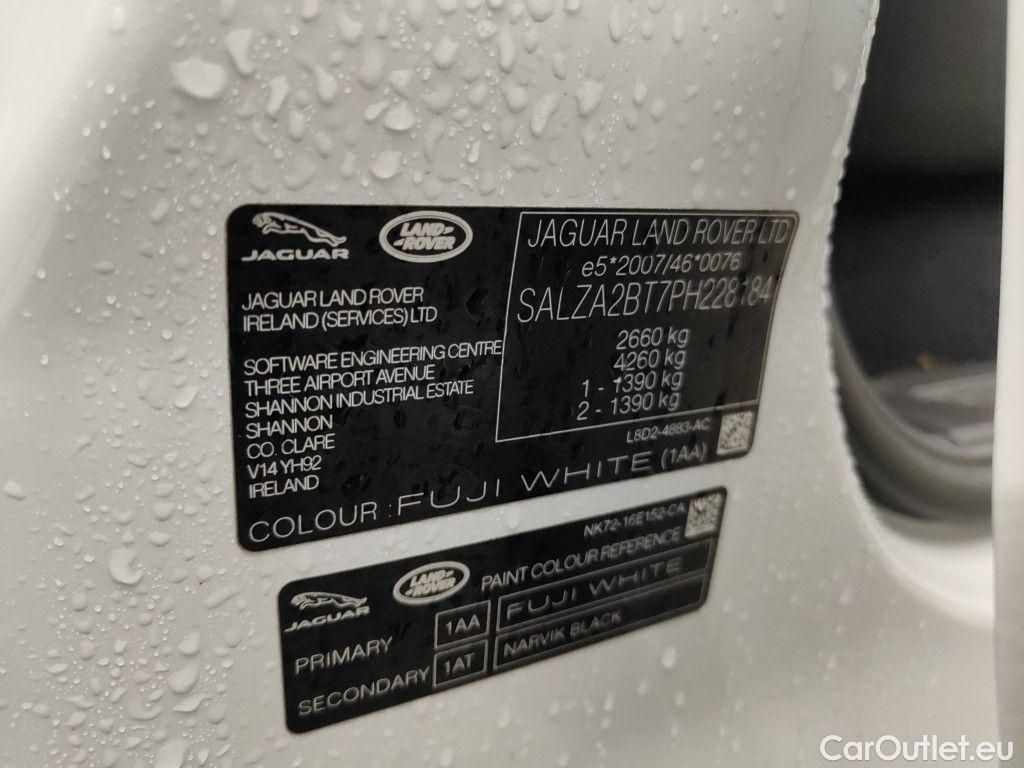 JAGUAR
LAND ROVER
JAGUAR LAND ROVER
IRELAND (SERVICES) LTD
SOFTWARE ENGINEERING CENTRE
THREE AIRPORT AVENUE
SHANNON INDUSTRIAL ESTATE
SHANNON
CO. CLARE
V14 YH92
IRELAND
JAGUAR LAND ROVER LTD
e5*2007/46*0076
SALZA2BT7PH228184
2660 kg
4260 kg
1 - 1390 kg
2 - 1390 kg
L8D2-4883-AC
COLOUR : FUJI WHITE (1AA)
NK72-16E152-CA
JAGUAR
LAND ROVER
PAINT COLOUR REFERENCE
PRIMARY 1AA FUJI WHITE
SECONDARY 1AT NARVIK BLACK
CarOutlet.eu